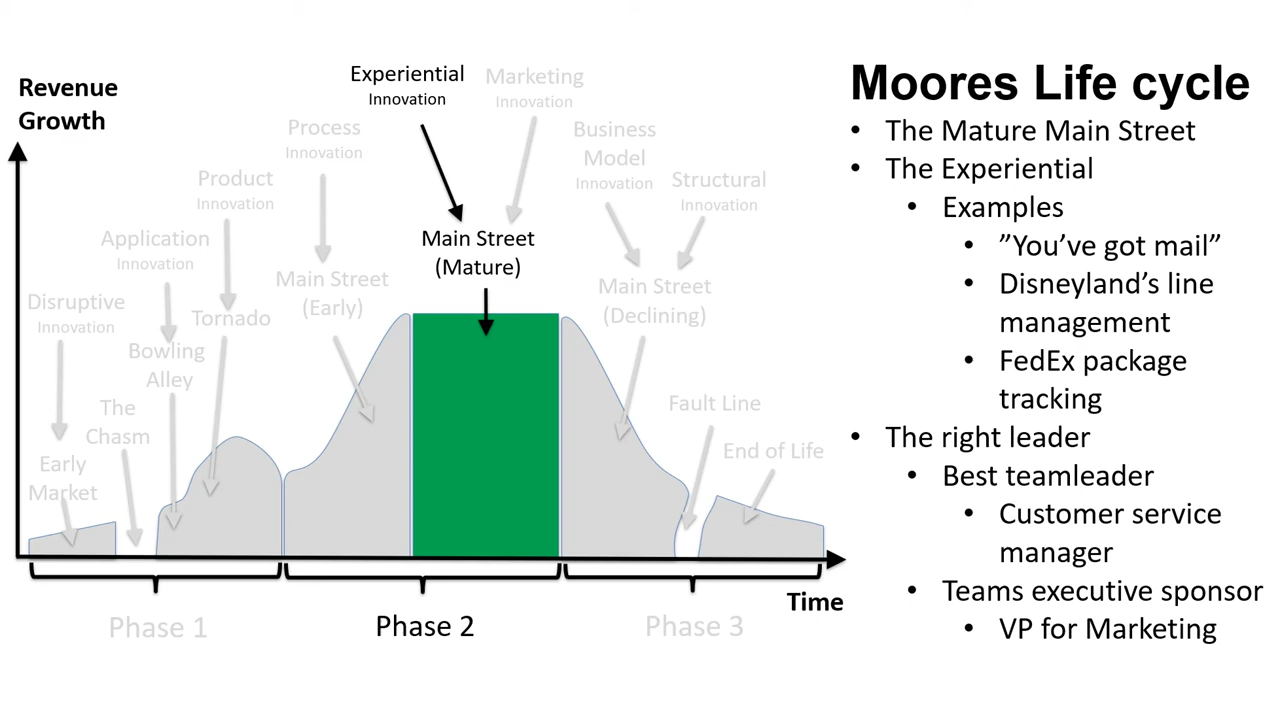 Revenue
Growth
Experiential
Innovation
Marketing
Innovation
Process
Innovation
Business
Model
Innovation
Structural
Innovation
Product
Innovation
Application
Innovation
Main Street
(Mature)
Main Street
(Early)
Main Street
(Declining)
Disruptive
Innovation
Tornado
Bowling
Alley
The
Chasm
Fault Line
End of Life
Early
Market
Time
Phase 1
Phase 2
Phase 3
Moores Life cycle
• The Mature Main Street
• The Experiential
• Examples
• ”You’ve got mail”
• Disneyland’s line
management
• FedEx package
tracking
• The right leader
• Best teamleader
• Customer service
manager
• Teams executive sponsor
• VP for Marketing